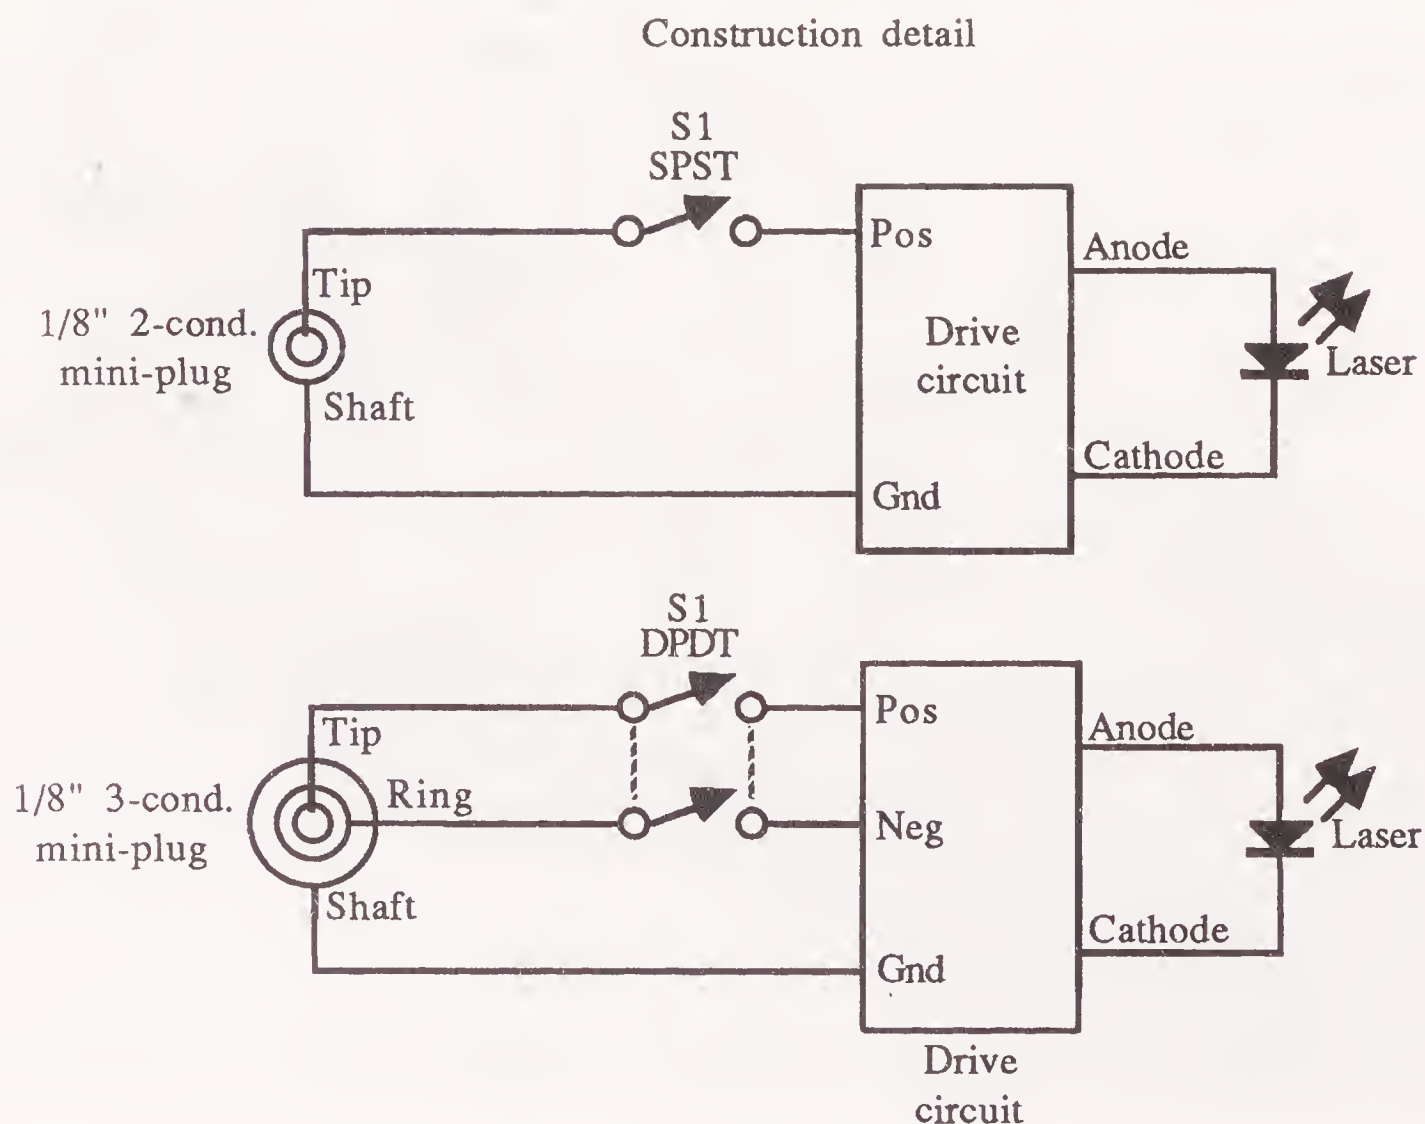 Construction detail
S1
SPST
Pos
Anode
Tip
1/8" 2-cond.
mini-plug
Drive
circuit
Laser
Shaft
Cathode
Gnd
S1
DPDT
Pos
Tip
Anode
1/8" 3-cond.
mini-plug
Ring
Neg
Laser
Shaft
Cathode
Gnd
Drive
circuit